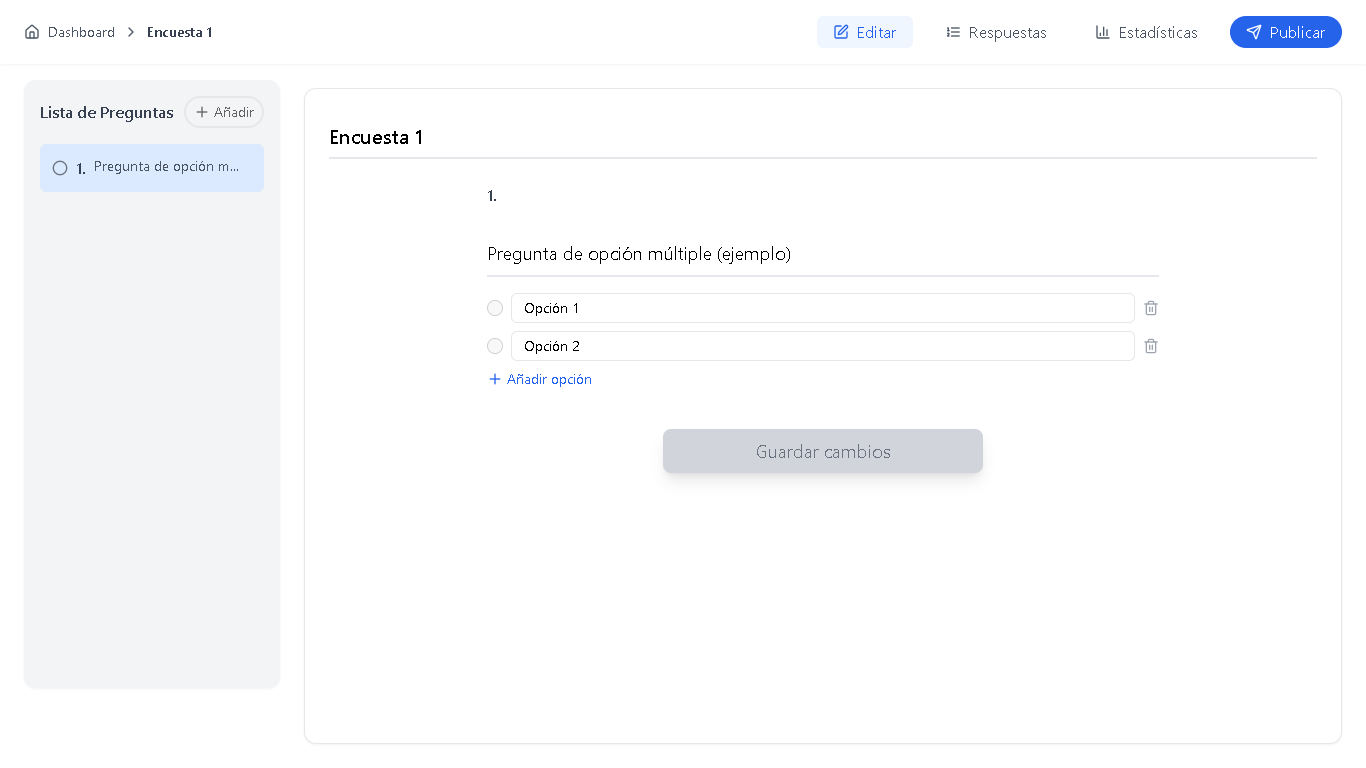 Dashboard > Encuesta 1
Editar
Respuestas
Estadísticas
Publicar
Lista de Preguntas
+ Añadir
1. Pregunta de opción m...
Encuesta 1
1.
Pregunta de opción múltiple (ejemplo)
Opción 1
Opción 2
+ Añadir opción
Guardar cambios